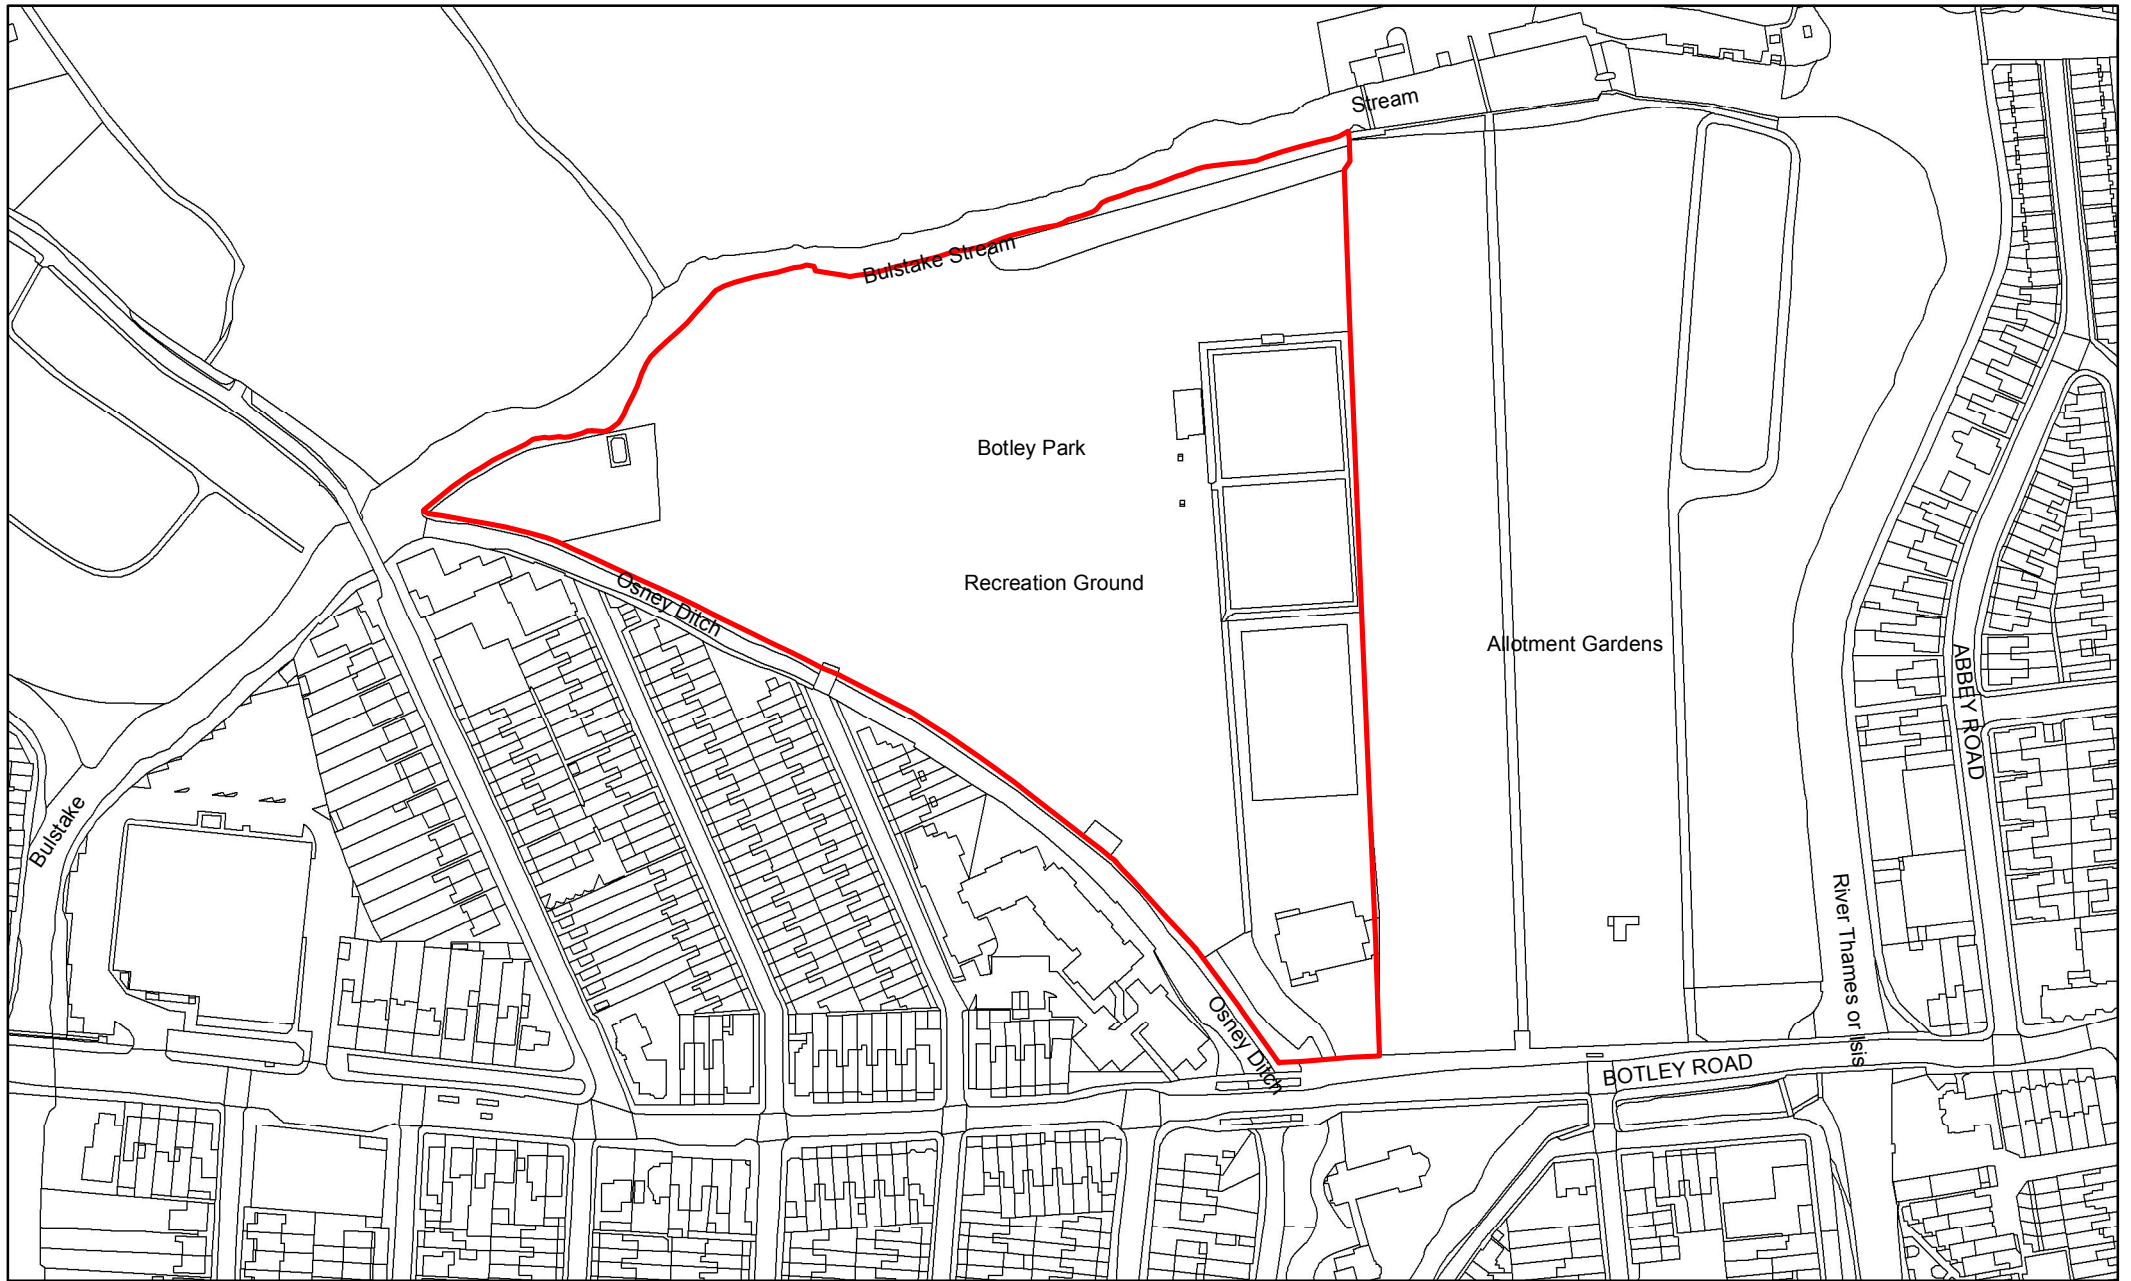 Stream
Bulstake Stream
Botley Park
Osney Ditch
Recreation Ground
Allotment Gardens
ABBEY ROAD
Bulstake
River Thames or Isis
Osney Ditch
BOTLEY ROAD